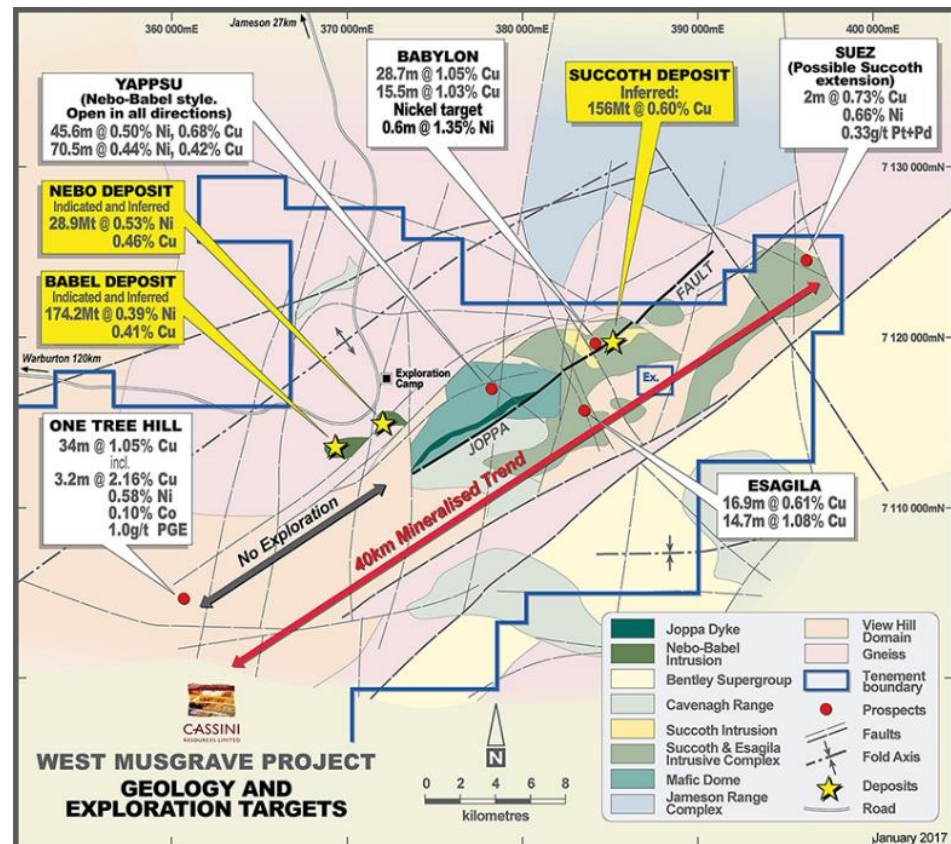 360 000mE
370 000mE
380 000mE
390 000mE
400 000mE
Jameson 27km
YAPPSU
(Nebo-Babel style.
Open in all directions)
45.6m @ 0.50% Ni, 0.68% Cu
70.5m @ 0.44% Ni, 0.42% Cu
BABYLON
28.7m @ 1.05% Cu
15.5m @ 1.03% Cu
Nickel target
0.6m @ 1.35% Ni
SUCCOTH DEPOSIT
Inferred:
156Mt @ 0.60% Cu
SUEZ
(Possible Succoth
extension)
2m @ 0.73% Cu
0.66% Ni
0.33g/t Pt+Pd
7 130 000mN
NEBO DEPOSIT
Indicated and Inferred
28.9Mt @ 0.53% Ni
0.46% Cu
BABEL DEPOSIT
Indicated and Inferred
174.2Mt @ 0.39% Ni
0.41% Cu
FAULT
7 120 000mN
Warburton 120km
Exploration
Camp
Ex.
JOPPA
ONE TREE HILL
34m @ 1.05% Cu
incl.
3.2m @ 2.16% Cu
0.58% Ni
0.10% Co
1.0g/t PGE
No Exploration
40km Mineralised Trend
ESAGILA
16.9m @ 0.61% Cu
14.7m @ 1.08% Cu
7 110 000mN
CASSINI
RESOURCES LIMITED
WEST MUSGRAVE PROJECT
GEOLOGY AND
EXPLORATION TARGETS
N
0 2 4 6 8
kilometres
Joppa Dyke
Nebo-Babel
Intrusion
Bentley Supergroup
Cavenagh Range
Succoth Intrusion
Succoth & Esagila
Intrusive Complex
Mafic Dome
Jameson Range
Complex
View Hill
Domain
Gneiss
Tenement
boundary
Prospects
Faults
Fold Axis
Deposits
Road
January 2017